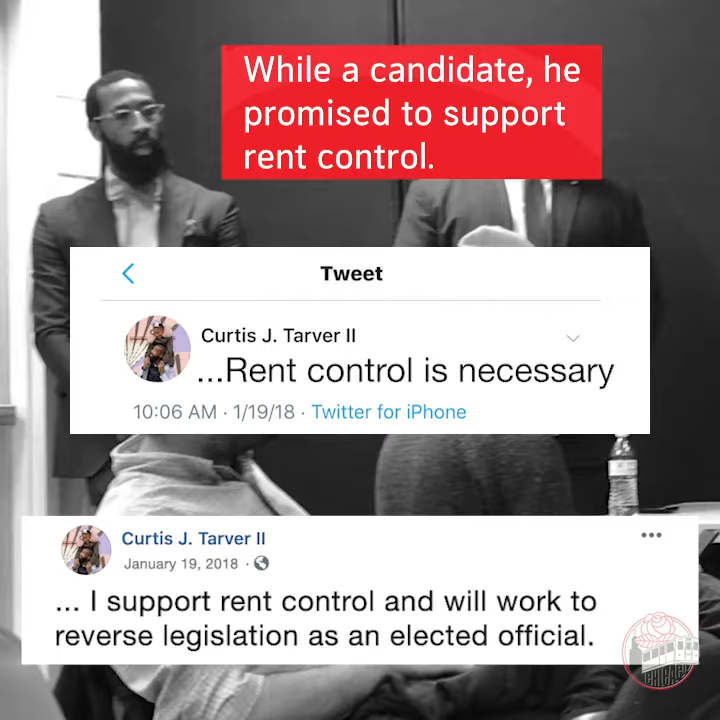 While a candidate, he
promised to support
rent control.
Tweet
Curtis J. Tarver II
...Rent control is necessary
10:06 AM · 1/19/18 · Twitter for iPhone
Curtis J. Tarver II
January 19, 2018 ·
... I support rent control and will work to
reverse legislation as an elected official.
CHICAGO